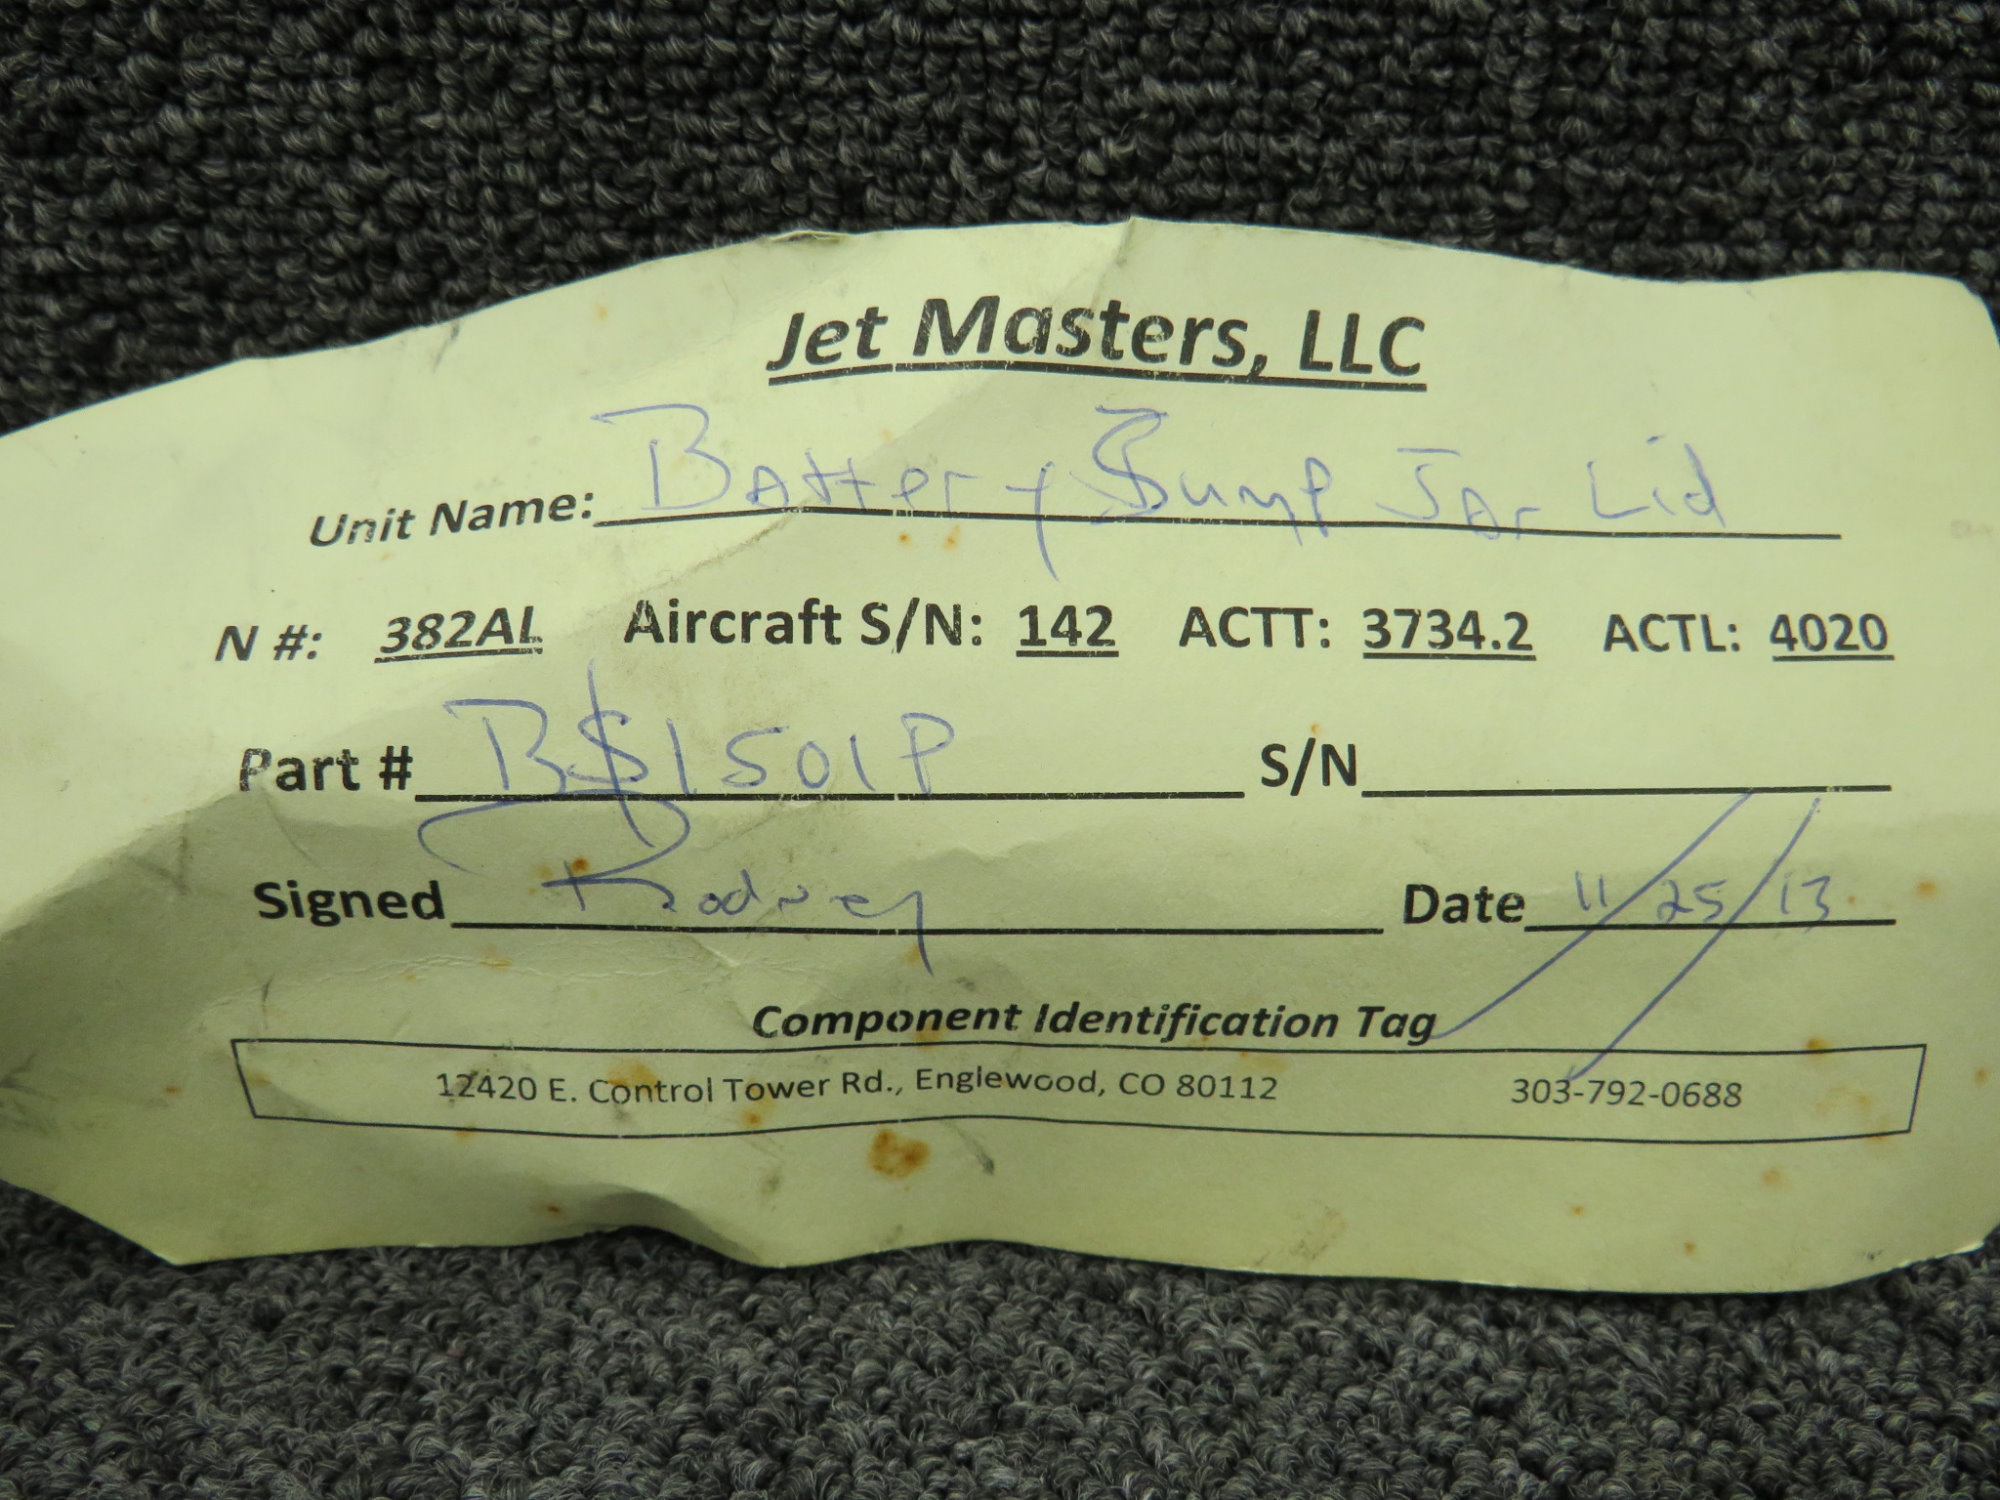 Jet Masters, LLC
Unit Name: Battery Sump Jar Lid
N #: 382AL Aircraft S/N: 142 ACTT: 3734.2 ACTL: 4020
Part # BS1501P S/N
Signed Rodney Date 11/25/13
Component Identification Tag
12420 E. Control Tower Rd., Englewood, CO 80112 303-792-0688